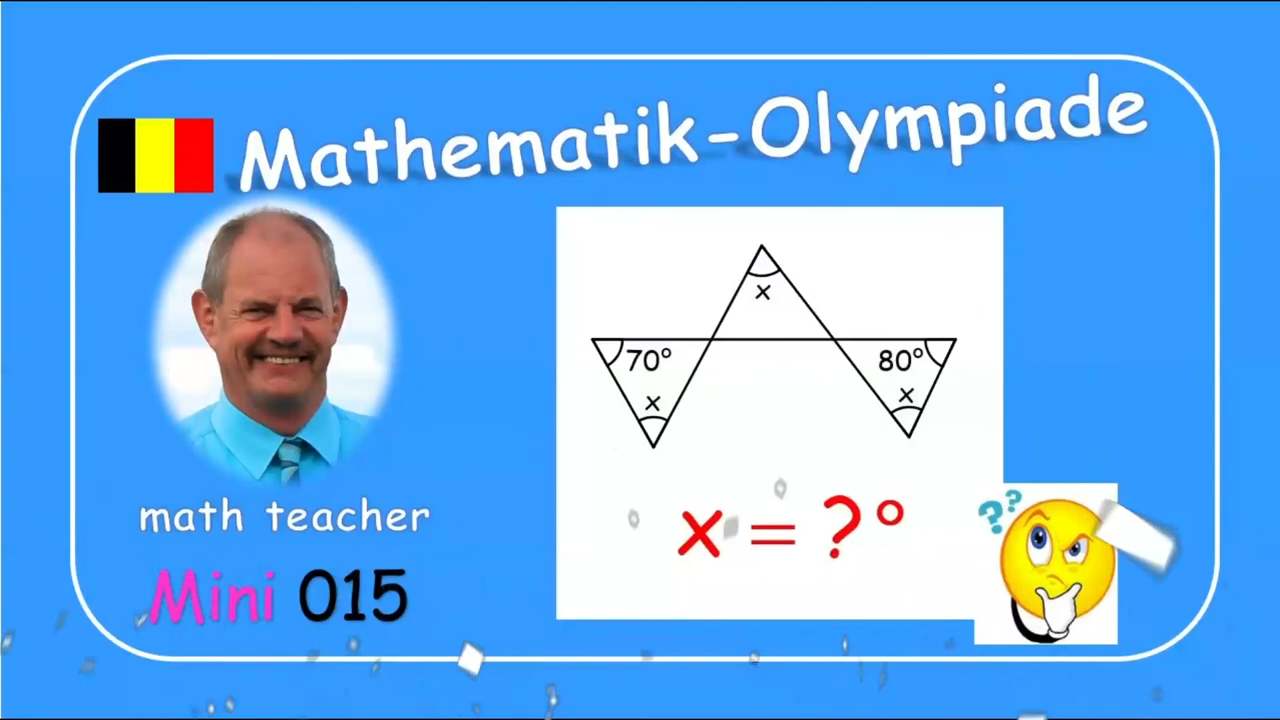 Mathematik-Olympiade
x
70°
80°
x
x
x = ?°
??
math teacher
Mini 015